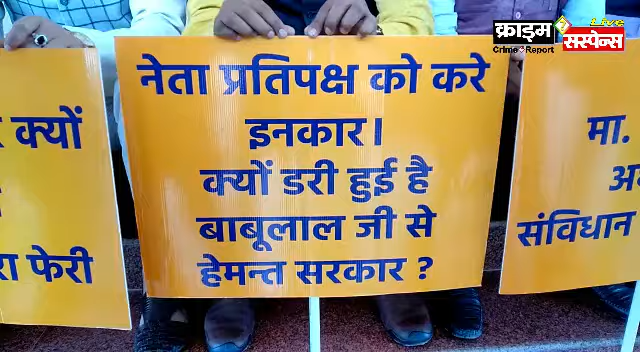 क्राइम
Crime Report
Live
सस्पेन्स
नेता प्रतिपक्ष को करे
इनकार।
क्यों डरी हुई है
बाबूलाल जी से
हेमन्त सरकार ?
क्यों
फेरी
मा.
संविधान